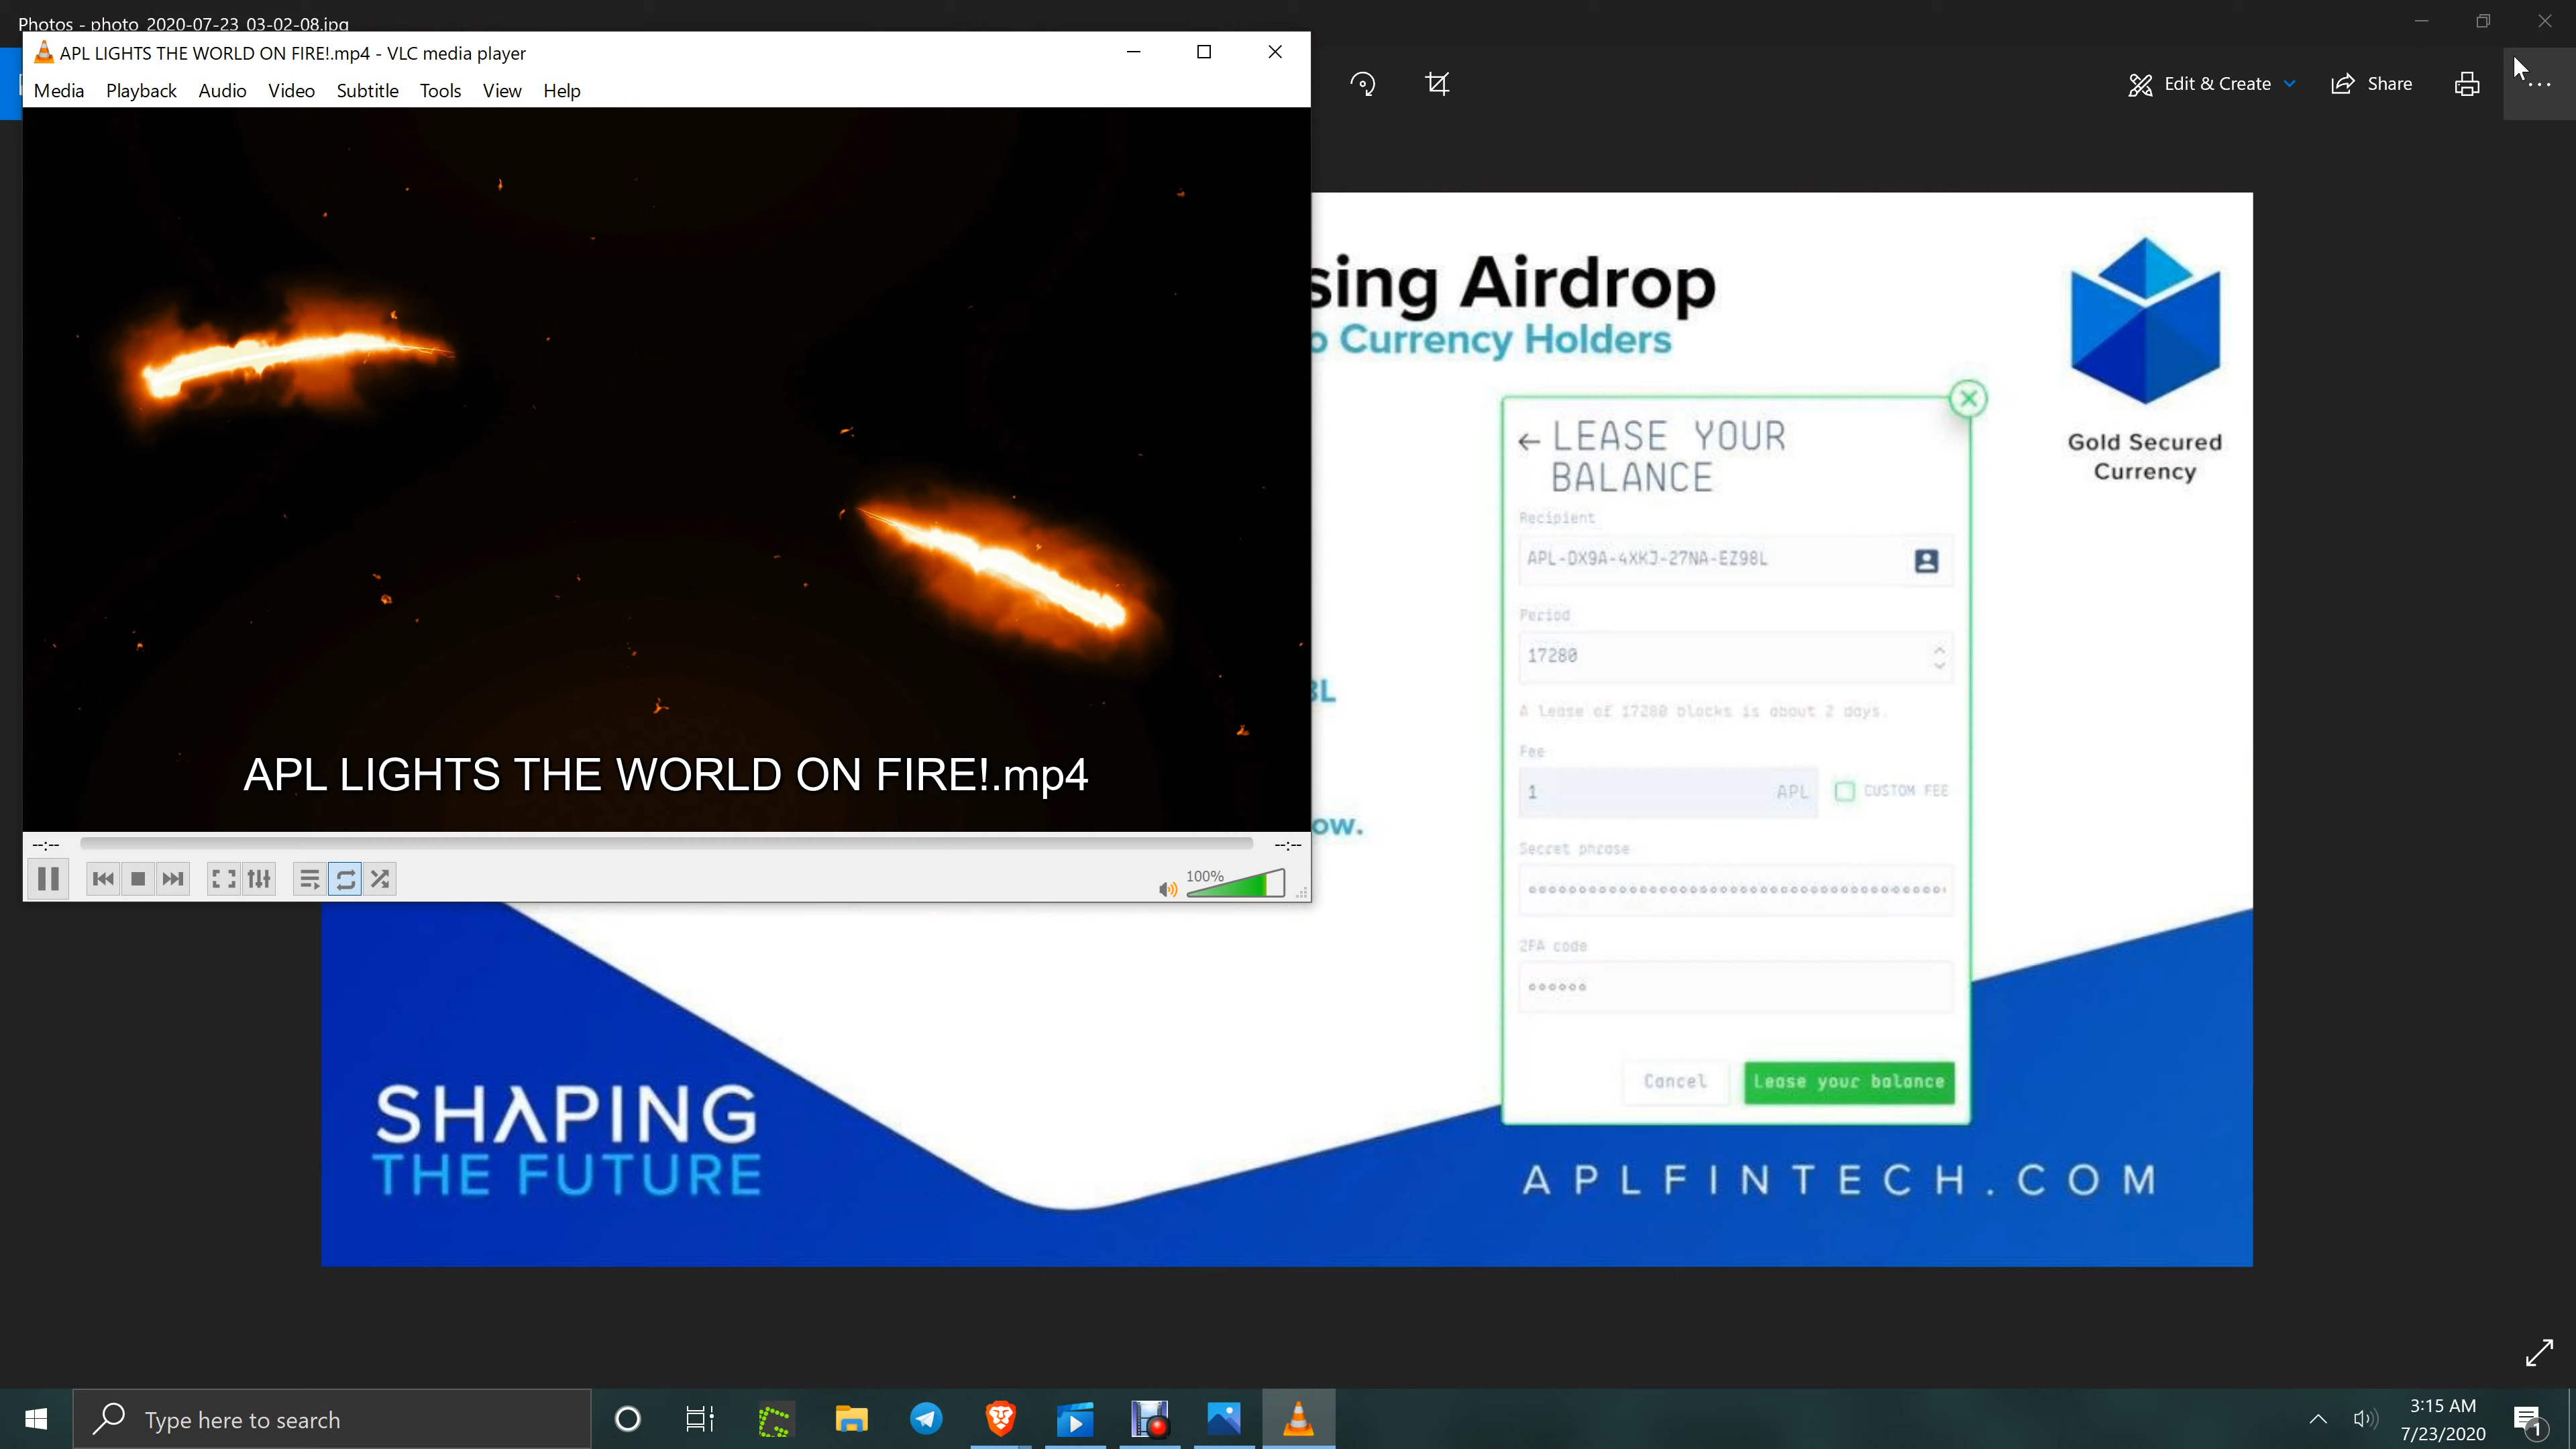 Photos - photo_2020-07-23_03-02-08.jpg
APL LIGHTS THE WORLD ON FIRE!.mp4 - VLC media player
Media Playback Audio Video Subtitle Tools View Help
Edit & Create
Share
APL LIGHTS THE WORLD ON FIRE!.mp4
--:--
--:--
100%
sing Airdrop
o Currency Holders
Gold Secured
Currency
LEASE YOUR
BALANCE
Recipient
APL-DX9A-4XKJ-27NA-EZ98L
Period
17280
A lease of 17280 blocks is about 2 days.
8L
Fee
1 APL CUSTOM FEE
ow.
Secret phrase
2FA code
Cancel Lease your balance
SHAPING
THE FUTURE
APLFINTECH.COM
Type here to search
3:15 AM
7/23/2020
1